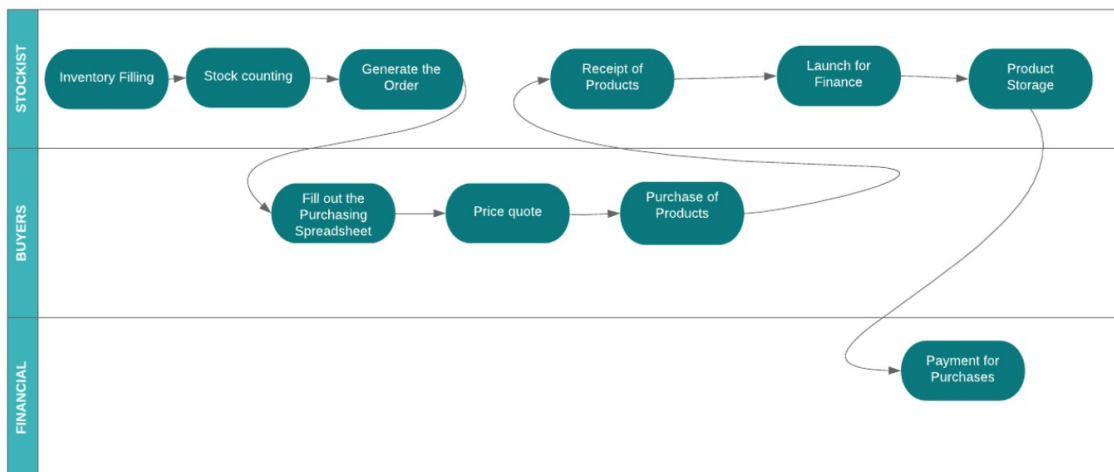 STOCKIST
Inventory Filling
Stock counting
Generate the
Order
Receipt of
Products
Launch for
Finance
Product
Storage
BUYERS
Fill out the
Purchasing
Spreadsheet
Price quote
Purchase of
Products
FINANCIAL
Payment for
Purchases